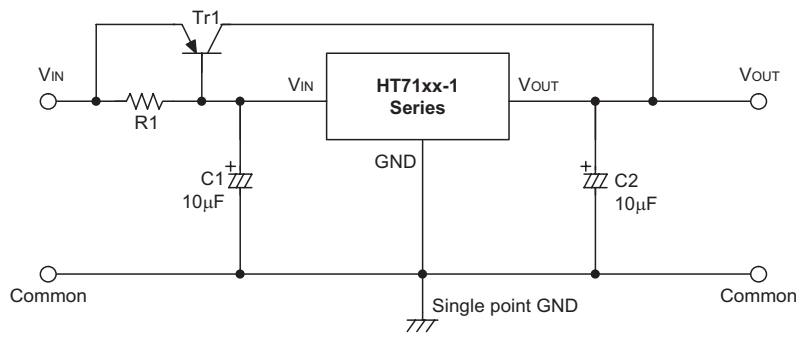 Tr1
VIN
R1
VIN
HT71xx-1
Series
VOUT
VOUT
GND
C1
10μF
C2
10μF
Common
Common
Single point GND